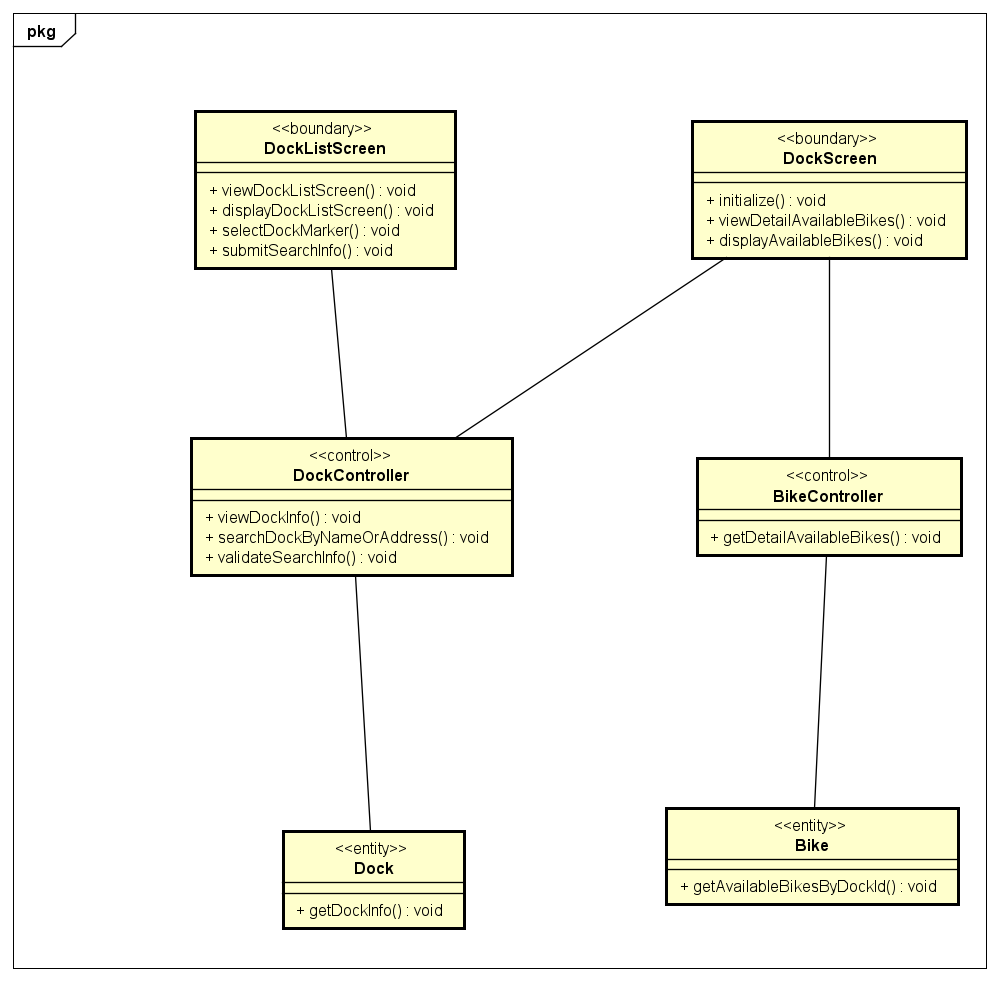 pkg
<<boundary>>
DockListScreen
+ viewDockListScreen() : void
+ displayDockListScreen() : void
+ selectDockMarker() : void
+ submitSearchInfo() : void
<<boundary>>
DockScreen
+ initialize() : void
+ viewDetailAvailableBikes() : void
+ displayAvailableBikes() : void
<<control>>
DockController
+ viewDockInfo() : void
+ searchDockByNameOrAddress() : void
+ validateSearchInfo() : void
<<control>>
BikeController
+ getDetailAvailableBikes() : void
<<entity>>
Dock
+ getDockInfo() : void
<<entity>>
Bike
+ getAvailableBikesByDockId() : void